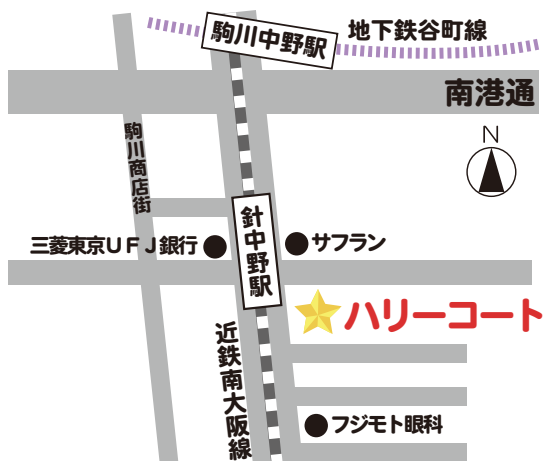 地下鉄谷町線
駒川中野駅
南港通
N
駒川商店街
針中野駅
三菱東京UFJ銀行
サフラン
ハリーコート
近鉄南大阪線
フジモト眼科